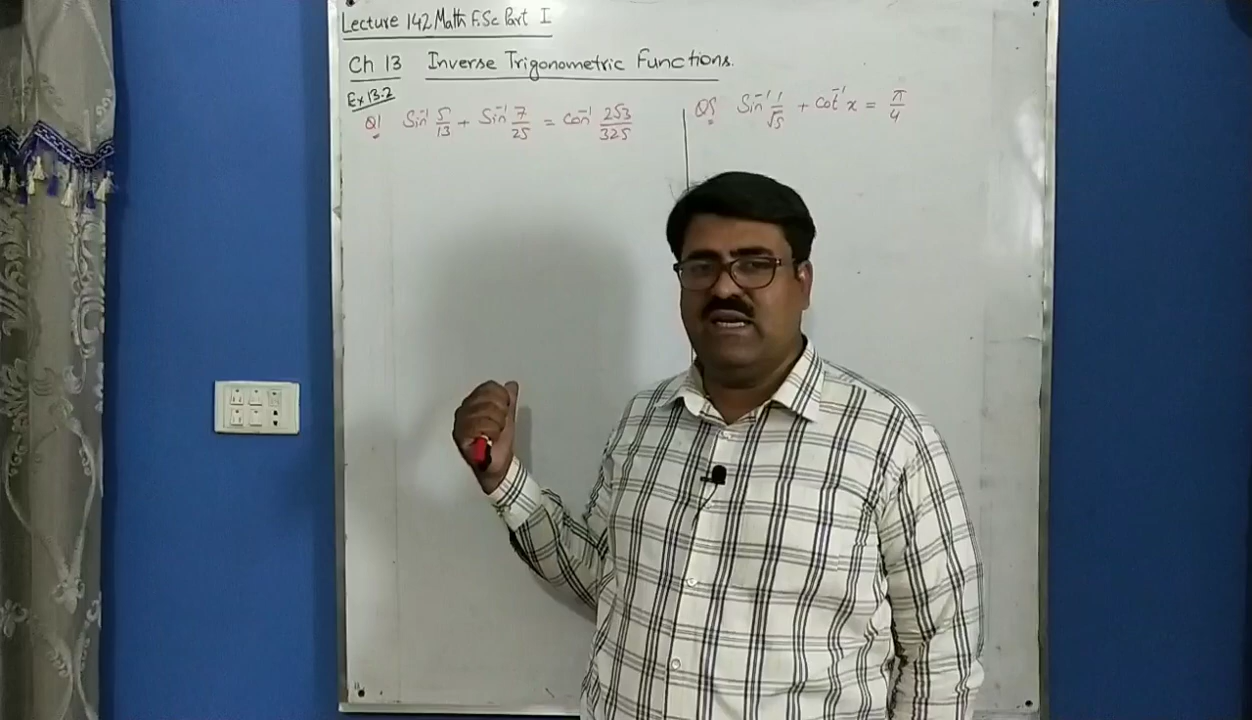 Lecture 142 Math F.Sc Part I
Ch 13 Inverse Trigonometric Functions.
Ex 13.2
Q1 Sin⁻¹ 5/13 + Sin⁻¹ 7/25 = Cos⁻¹ 253/325
Q5 Sin⁻¹ 1/√5 + Cot⁻¹ x = π/4